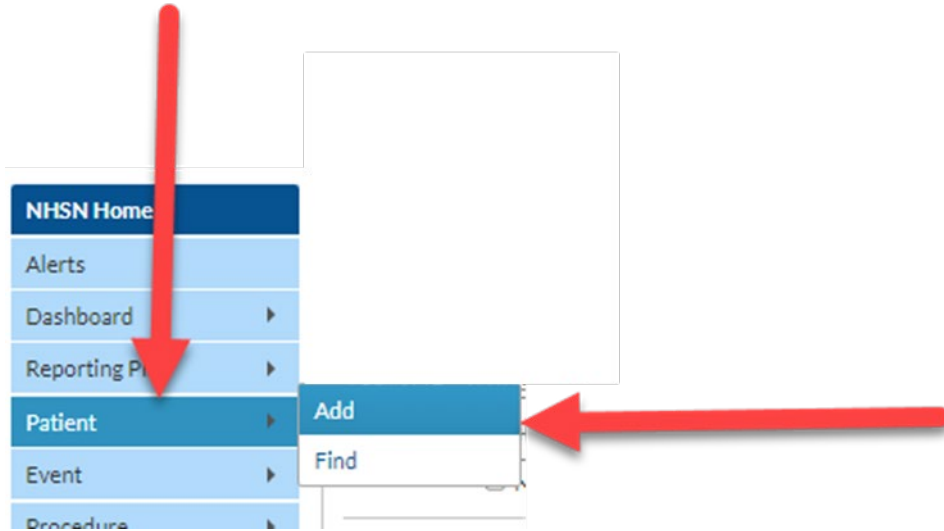 NHSN Home
Alerts
Dashboard
Reporting
Patient
Add
Event
Find
Procedure